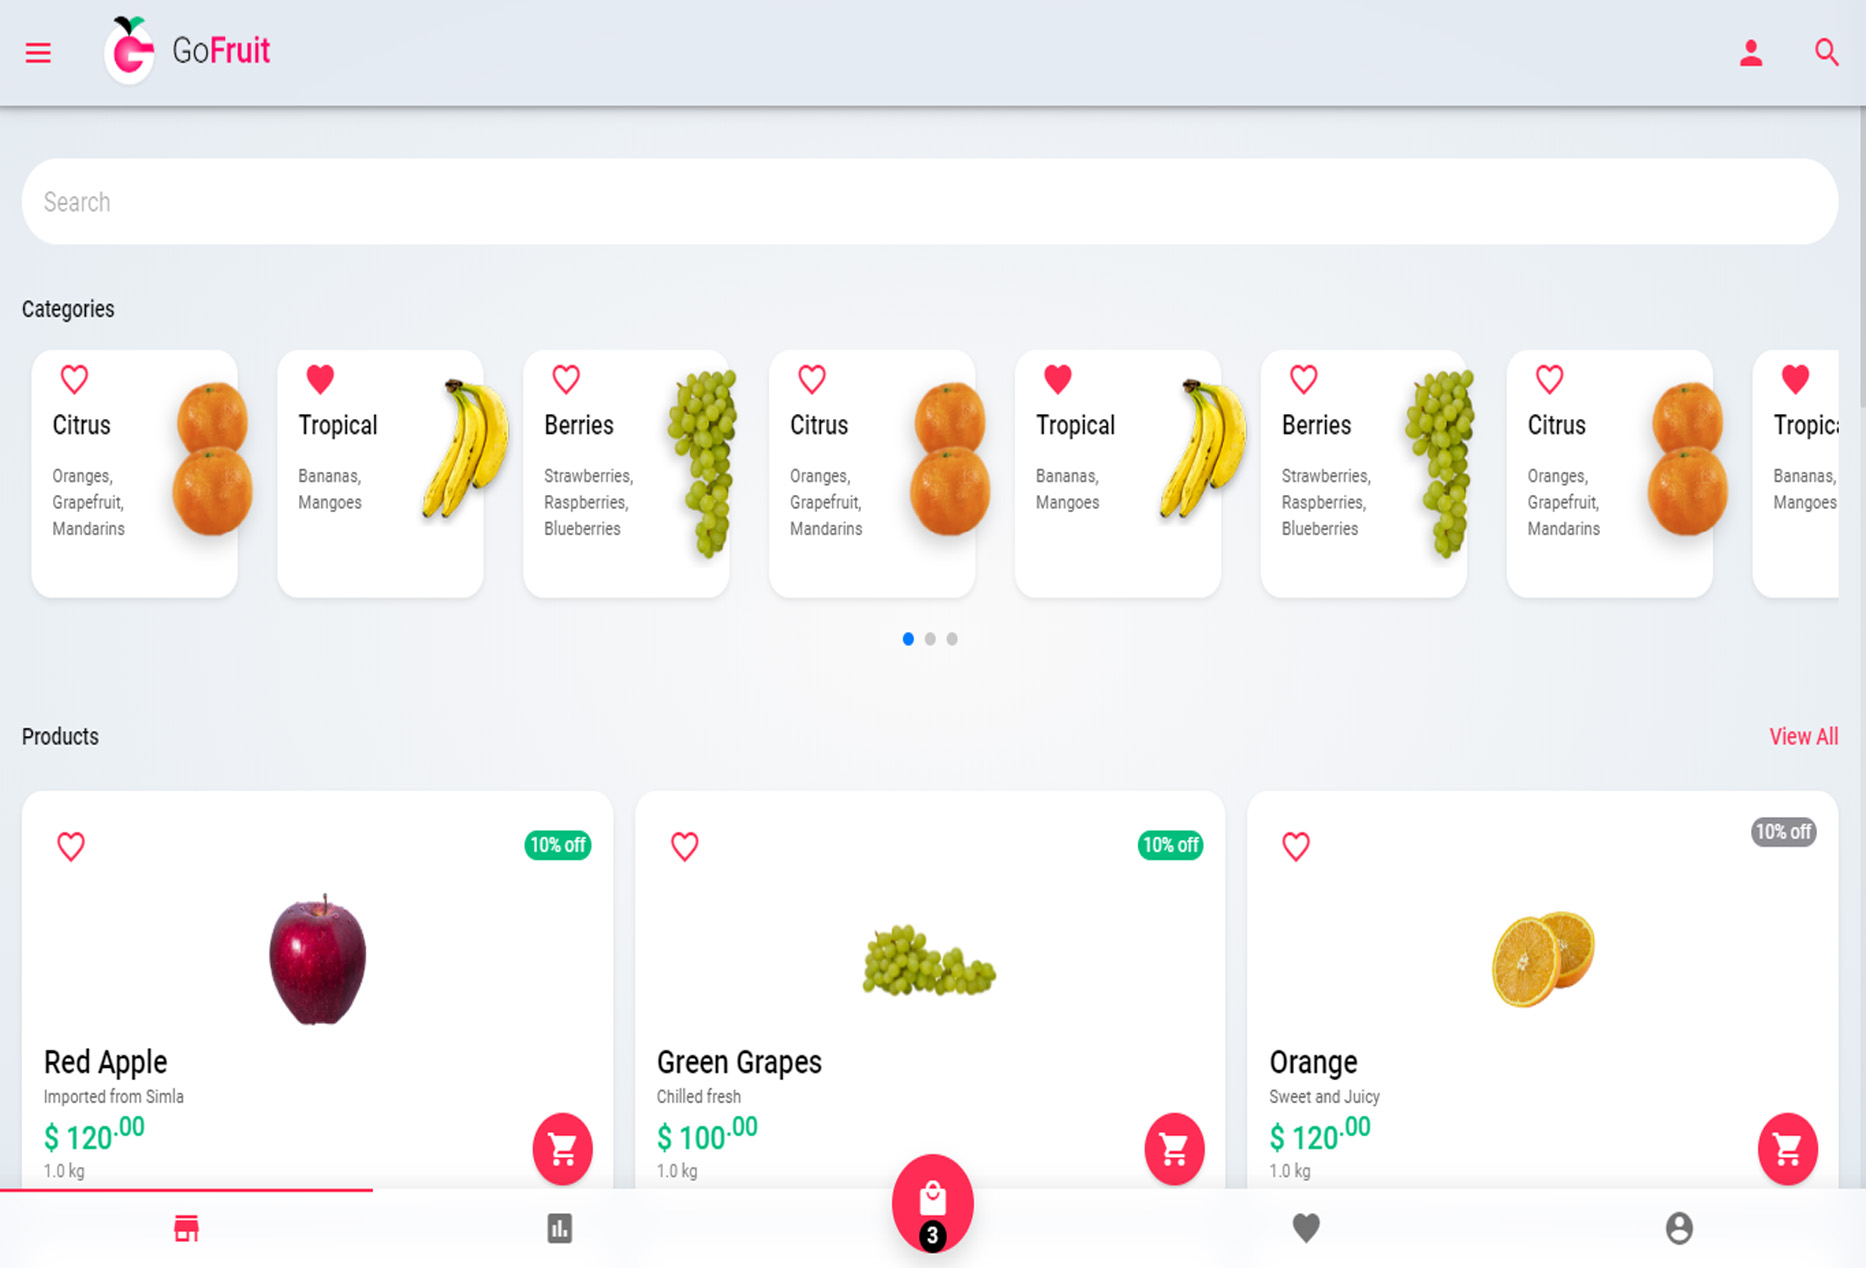 GoFruit
Search
Categories
Citrus
Oranges,
Grapefruit,
Mandarins
Tropical
Bananas,
Mangoes
Berries
Strawberries,
Raspberries,
Blueberries
Citrus
Oranges,
Grapefruit,
Mandarins
Tropical
Bananas,
Mangoes
Berries
Strawberries,
Raspberries,
Blueberries
Citrus
Oranges,
Grapefruit,
Mandarins
Tropica
Bananas,
Mangoes
Products
View All
10% off
Red Apple
Imported from Simla
$ 120.00
1.0 kg
10% off
Green Grapes
Chilled fresh
$ 100.00
1.0 kg
10% off
Orange
Sweet and Juicy
$ 120.00
1.0 kg
3